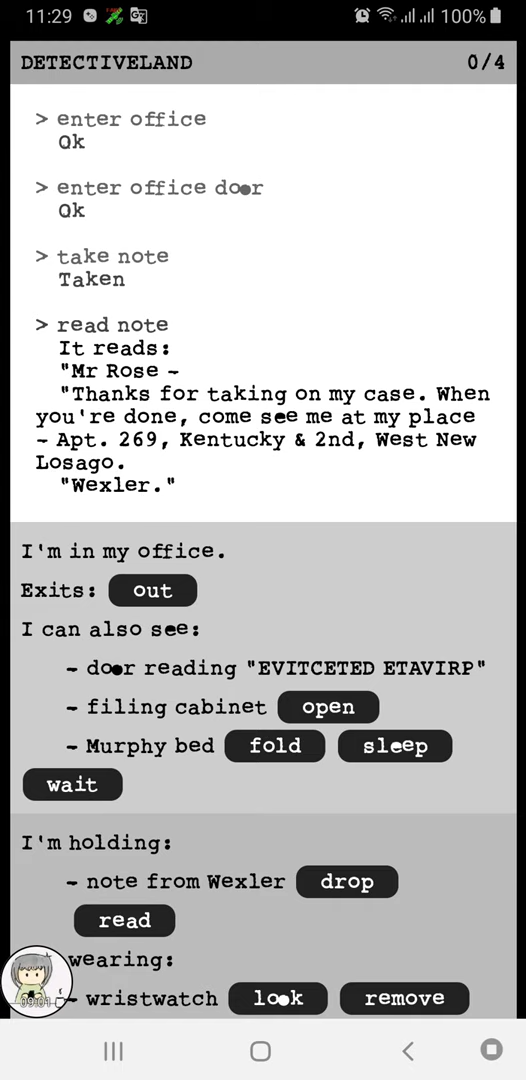 11:29 100%
DETECTIVELAND 0/4
> enter office
Ok
> enter office door
Ok
> take note
Taken
> read note
It reads:
"Mr Rose –
"Thanks for taking on my case. When
you're done, come see me at my place
– Apt. 269, Kentucky & 2nd, West New
Losago.
"Wexler."
I'm in my office.
Exits: out
I can also see:
– door reading "EVITCETED ETAVIRP"
– filing cabinet open
– Murphy bed fold sleep
wait
I'm holding:
– note from Wexler drop
read
wearing:
09:01
– wristwatch look remove